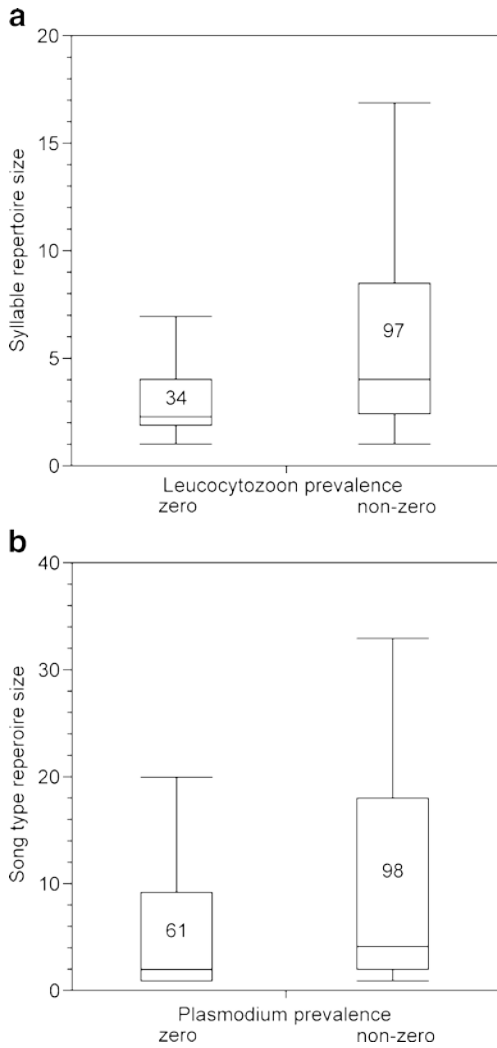 a
20
15
10
5
0
Syllable repertoire size
34
97
Leucocytozoon prevalence
zero non-zero
b
40
30
20
10
0
Song type reperoire size
61
98
Plasmodium prevalence
zero non-zero